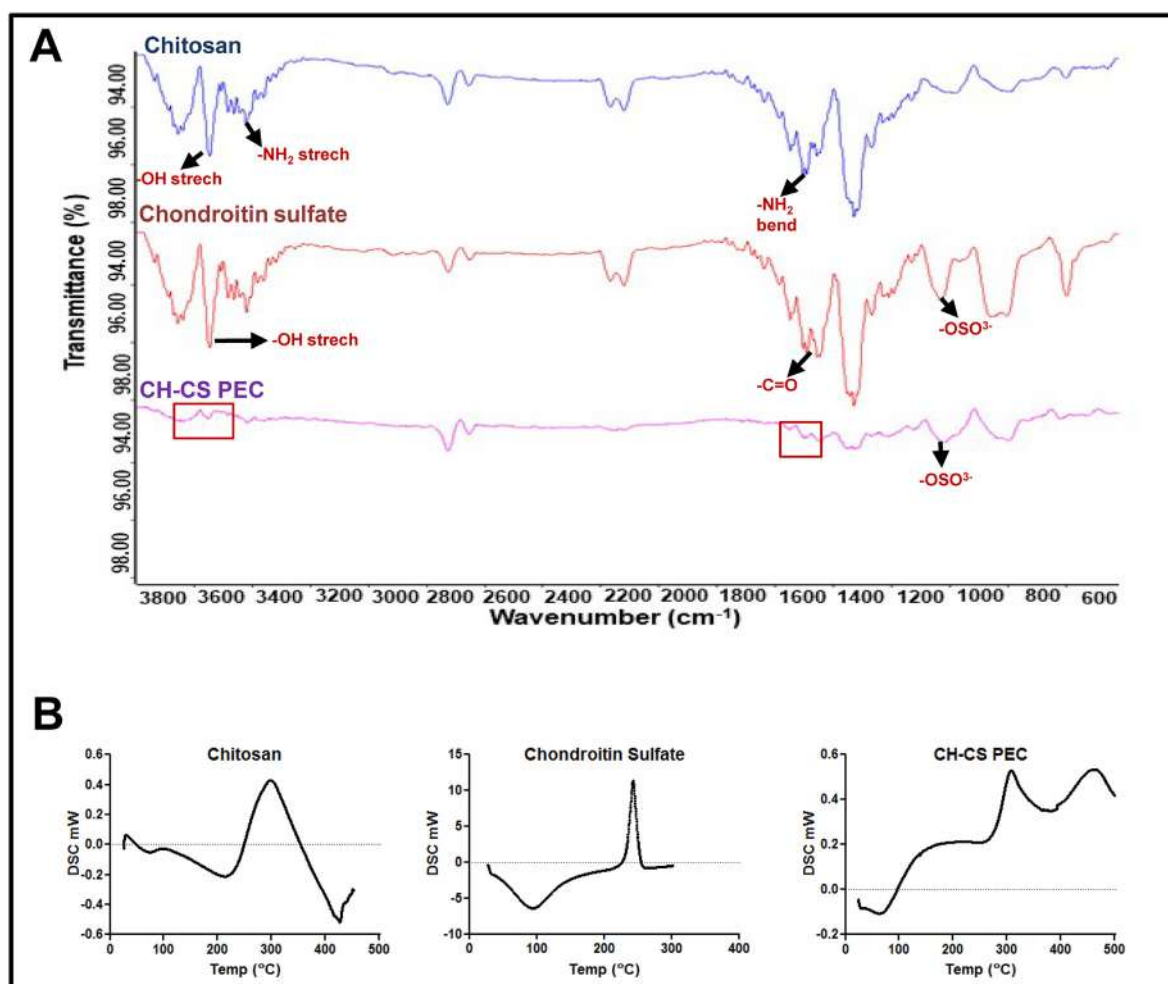 A
Chitosan
94.00
96.00
98.00
-OH strech
-NH₂ strech
-NH₂
bend
Chondroitin sulfate
Transmittance (%)
94.00
96.00
98.00
-OH strech
-C=O
-OSO³⁻
CH-CS PEC
94.00
96.00
98.00
-OSO³⁻
3800 3600 3400 3200 3000 2800 2600 2400 2200 2000 1800 1600 1400 1200 1000 800 600
Wavenumber (cm⁻¹)
B
Chitosan
DSC mW
0.6
0.4
0.2
0.0
-0.2
-0.4
-0.6
0 100 200 300 400 500
Temp (°C)
Chondroitin Sulfate
DSC mW
15
10
5
0
-5
-10
0 100 200 300 400
Temp (°C)
CH-CS PEC
DSC mW
0.6
0.4
0.2
0.0
-0.2
0 100 200 300 400 500
Temp (°C)